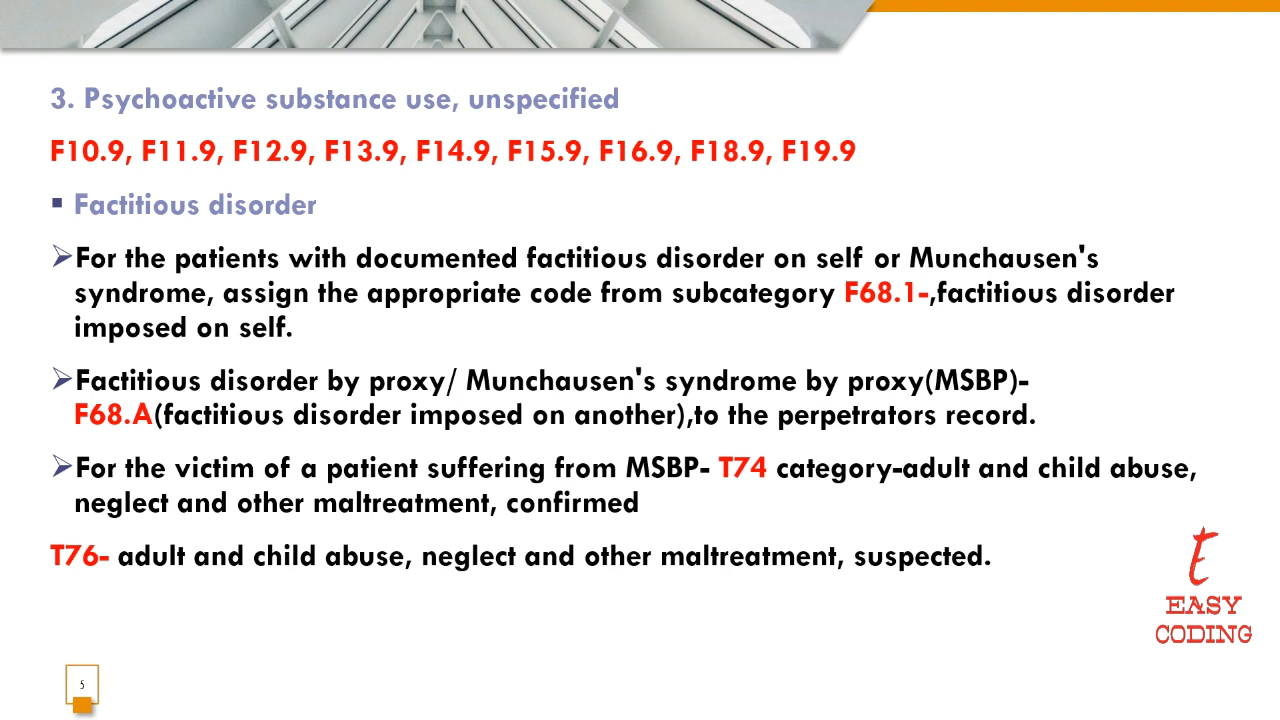 3. Psychoactive substance use, unspecified
F10.9, F11.9, F12.9, F13.9, F14.9, F15.9, F16.9, F18.9, F19.9
▪ Factitious disorder
➢For the patients with documented factitious disorder on self or Munchausen's
syndrome, assign the appropriate code from subcategory F68.1-,factitious disorder
imposed on self.
➢Factitious disorder by proxy/ Munchausen's syndrome by proxy(MSBP)-
F68.A(factitious disorder imposed on another),to the perpetrators record.
➢For the victim of a patient suffering from MSBP- T74 category-adult and child abuse,
neglect and other maltreatment, confirmed
T76- adult and child abuse, neglect and other maltreatment, suspected.
t
EASY
CODING
5